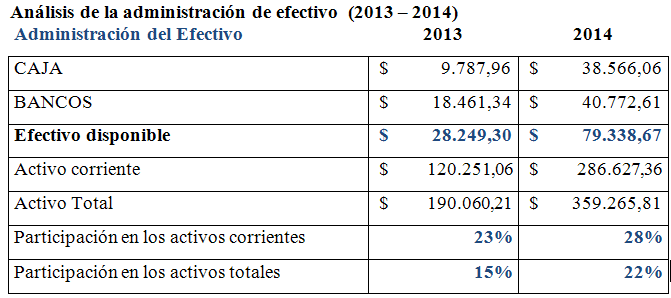 Análisis de la administración de efectivo (2013 – 2014)
Administración del Efectivo 2013 2014
CAJA $ 9.787,96 $ 38.566,06
BANCOS $ 18.461,34 $ 40.772,61
Efectivo disponible $ 28.249,30 $ 79.338,67
Activo corriente $ 120.251,06 $ 286.627,36
Activo Total $ 190.060,21 $ 359.265,81
Participación en los activos corrientes 23% 28%
Participación en los activos totales 15% 22%